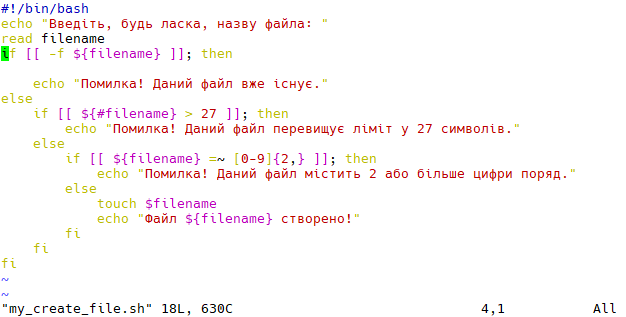 #!/bin/bash
echo "Введіть, будь ласка, назву файла: "
read filename
if [[ -f ${filename} ]]; then

    echo "Помилка! Даний файл вже існує."
else
    if [[ ${#filename} > 27 ]]; then
        echo "Помилка! Даний файл перевищує ліміт у 27 символів."
    else
        if [[ ${filename} =~ [0-9]{2,} ]]; then
            echo "Помилка! Даний файл містить 2 або більше цифри поряд."
        else
            touch $filename
            echo "Файл ${filename} створено!"
        fi
    fi
fi
~
~
"my_create_file.sh" 18L, 630C 4,1 All